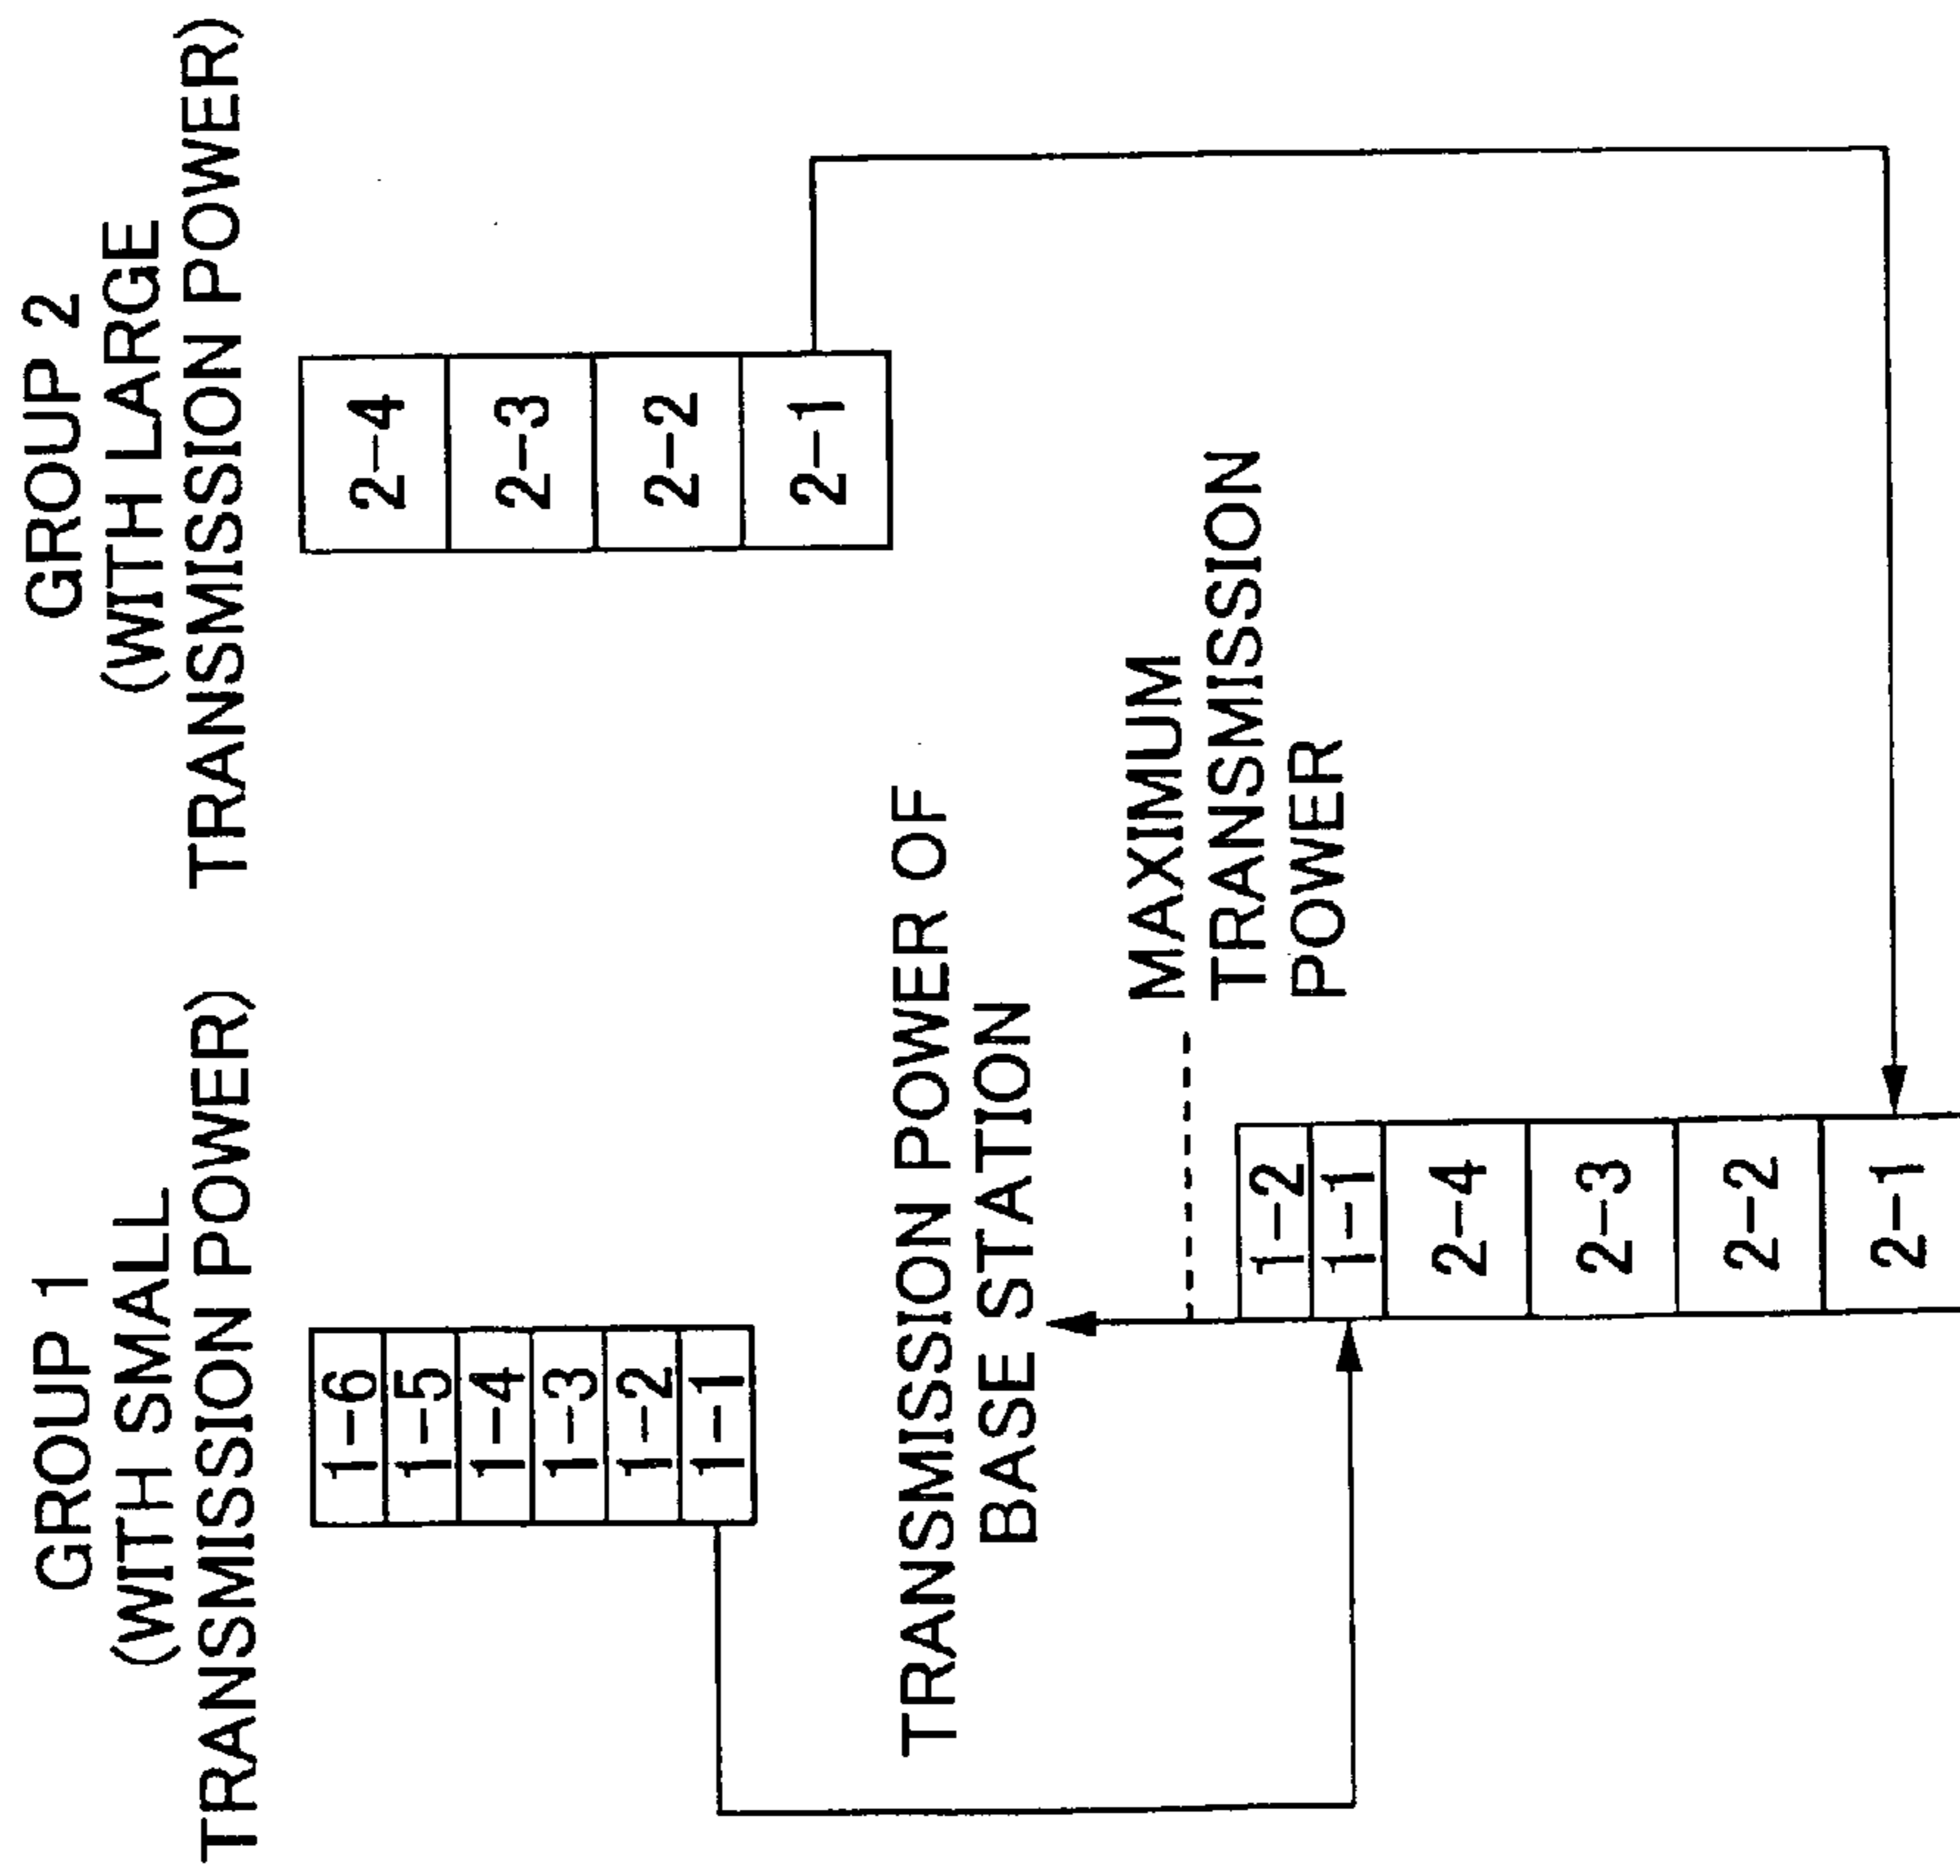 GROUP 1
(WITH SMALL
TRANSMISSION POWER)
1-6
1-5
1-4
1-3
1-2
1-1
GROUP 2
(WITH LARGE
TRANSMISSION POWER)
2-4
2-3
2-2
2-1
TRANSMISSION POWER OF
BASE STATION
MAXIMUM
TRANSMISSION
POWER
1-2
1-1
2-4
2-3
2-2
2-1